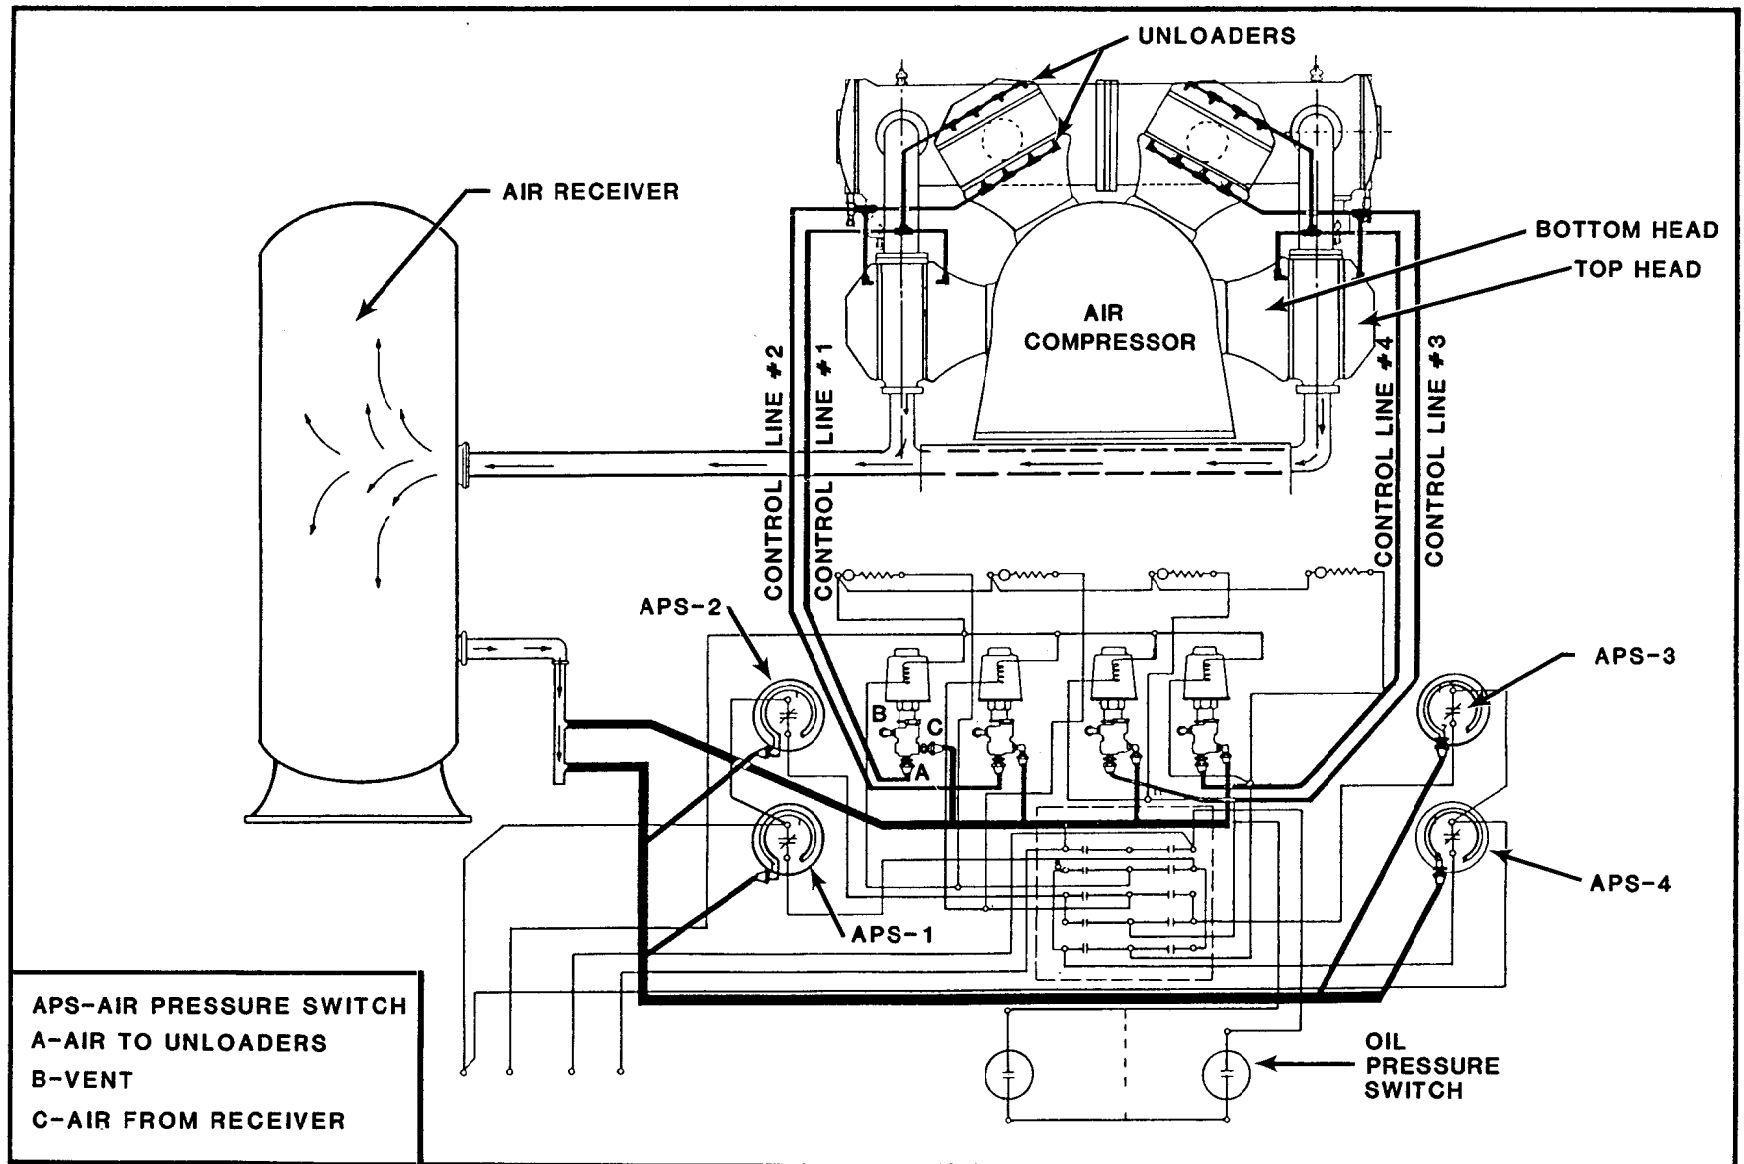 UNLOADERS
AIR RECEIVER
BOTTOM HEAD
TOP HEAD
AIR
COMPRESSOR
CONTROL LINE #2
CONTROL LINE #1
CONTROL LINE #4
CONTROL LINE #3
APS-2
APS-3
B
C
A
APS-4
APS-1
APS-AIR PRESSURE SWITCH
A-AIR TO UNLOADERS
B-VENT
C-AIR FROM RECEIVER
OIL
PRESSURE
SWITCH